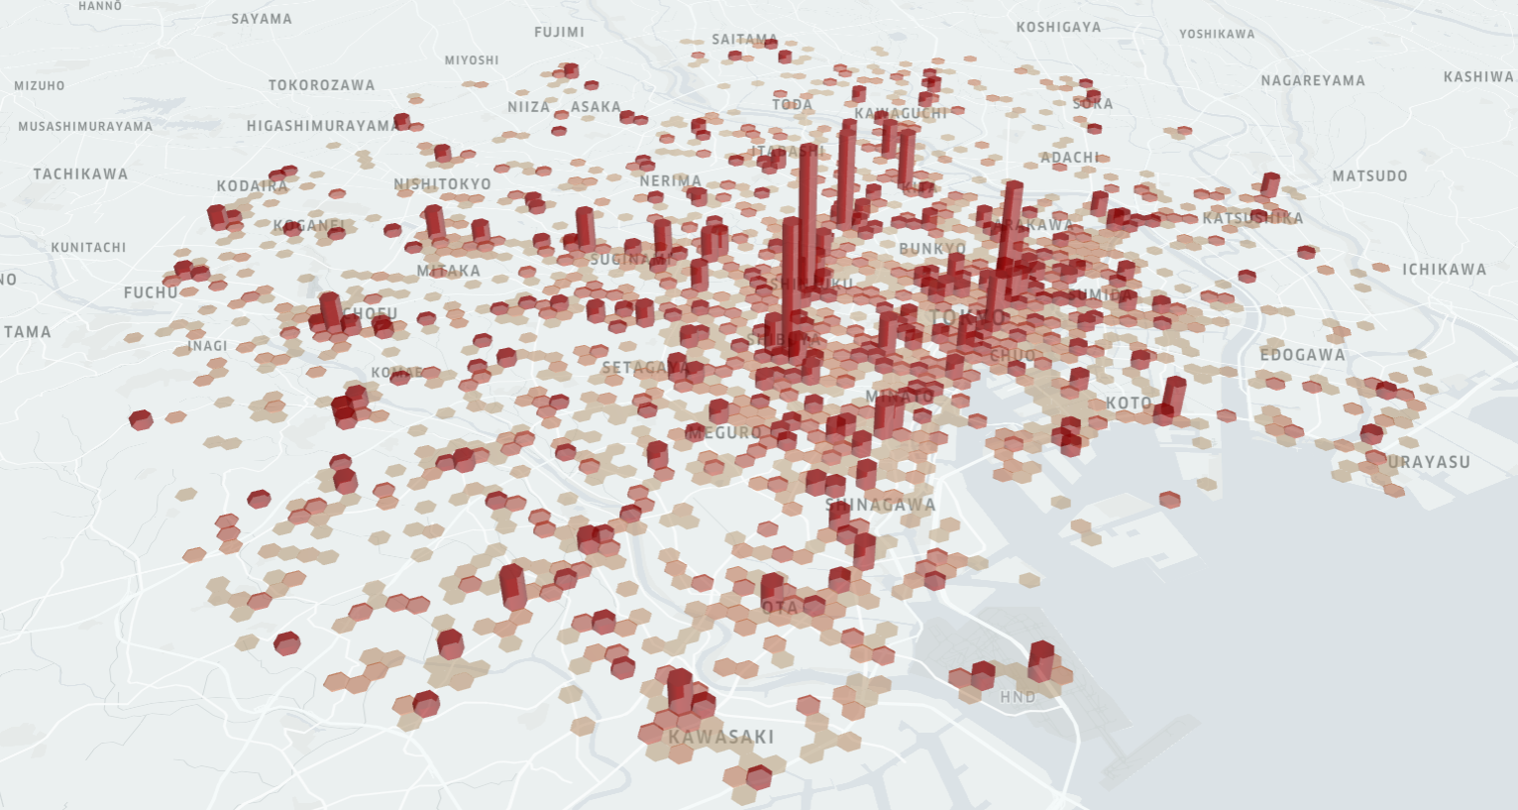 HANNŌ
SAYAMA
FUJIMI
SAITAMA
KOSHIGAYA
YOSHIKAWA
MIYOSHI
MIZUHO
TOKOROZAWA
NAGAREYAMA
KASHIWA
NIIZA
ASAKA
TODA
KAWAGUCHI
SOKA
MUSASHIMURAYAMA
HIGASHIMURAYAMA
ITABASHI
ADACHI
TACHIKAWA
KODAIRA
NISHITOKYO
NERIMA
KITA
MATSUDO
KOGANEI
ARAKAWA
KATSUSHIKA
KUNITACHI
BUNKYO
MITAKA
SUGINAMI
ICHIKAWA
NO
FUCHU
SHINJUKU
SUMIDA
CHOFU
TOKYO
TAMA
INAGI
SHIBUYA
CHUO
EDOGAWA
KOMAE
SETAGAYA
MINATO
KOTO
MEGURO
URAYASU
SHINAGAWA
OTA
HND
KAWASAKI